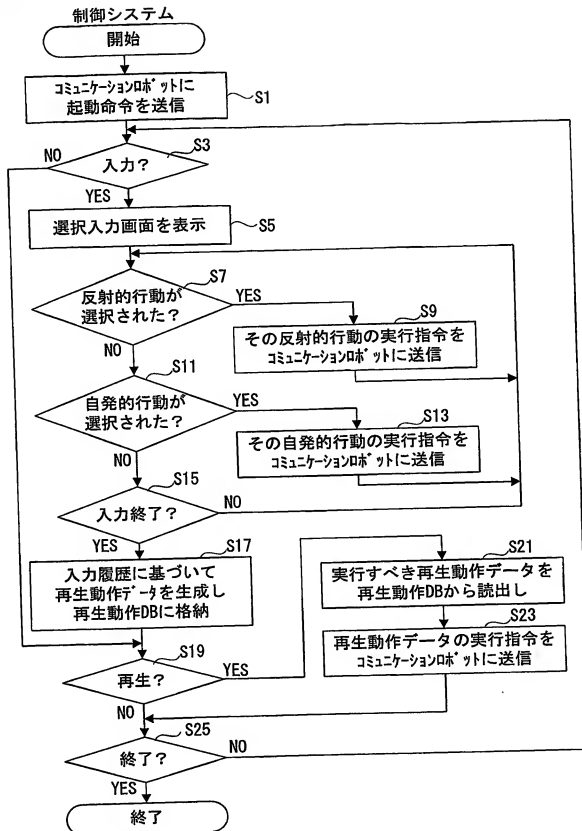 制御システム
開始
コミュニケーションロボットに
起動命令を送信
S1
S3
NO
入力?
YES
選択入力画面を表示
S5
S7
反射的行動が
選択された?
YES
S9
その反射的行動の実行指令を
コミュニケーションロボットに送信
NO
S11
自発的行動が
選択された?
YES
S13
その自発的行動の実行指令を
コミュニケーションロボットに送信
NO
S15
入力終了?
NO
YES
S17
入力履歴に基づいて
再生動作データを生成し
再生動作DBに格納
S21
実行すべき再生動作データを
再生動作DBから読出し
S23
再生動作データの実行指令を
コミュニケーションロボットに送信
S19
再生?
YES
NO
S25
終了?
NO
YES
終了